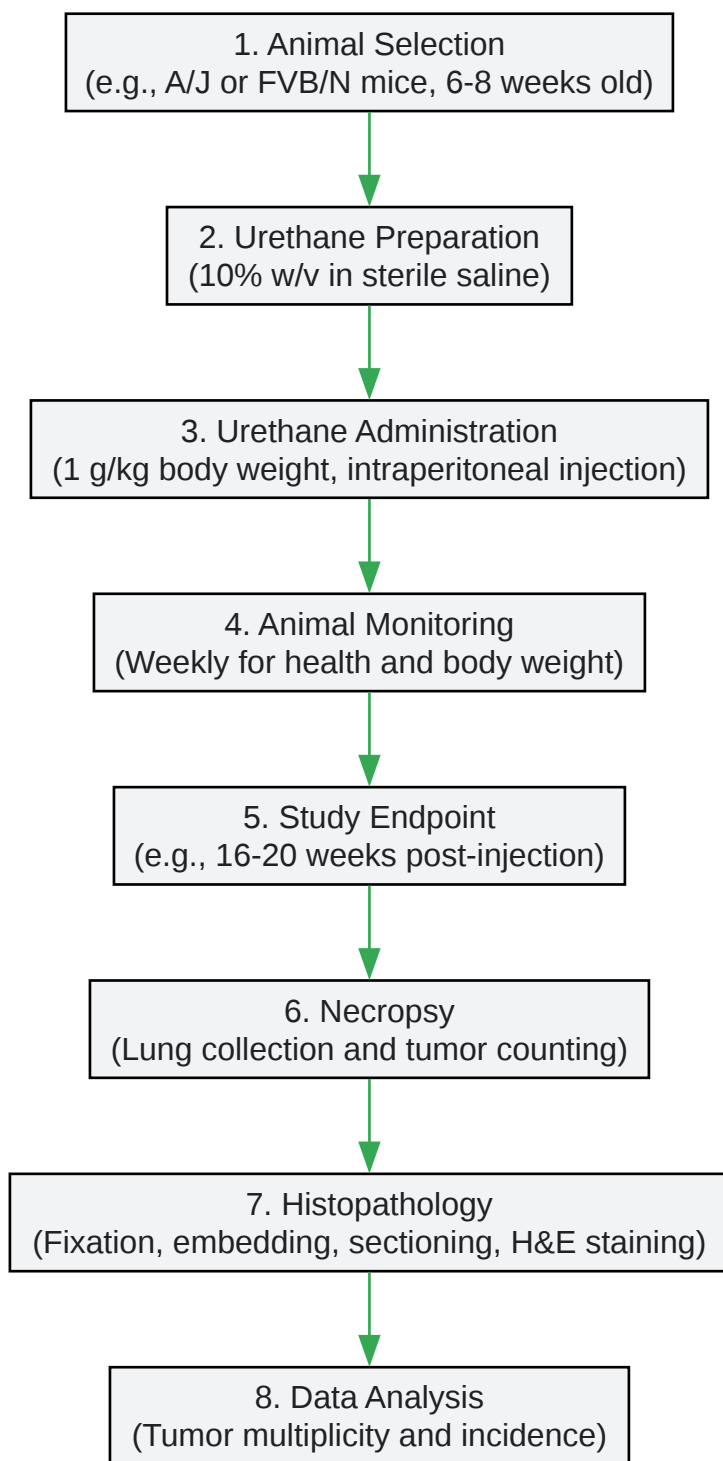 1. Animal Selection
(e.g., A/J or FVB/N mice, 6-8 weeks old)
2. Urethane Preparation
(10% w/v in sterile saline)
3. Urethane Administration
(1 g/kg body weight, intraperitoneal injection)
4. Animal Monitoring
(Weekly for health and body weight)
5. Study Endpoint
(e.g., 16-20 weeks post-injection)
6. Necropsy
(Lung collection and tumor counting)
7. Histopathology
(Fixation, embedding, sectioning, H&E staining)
8. Data Analysis
(Tumor multiplicity and incidence)